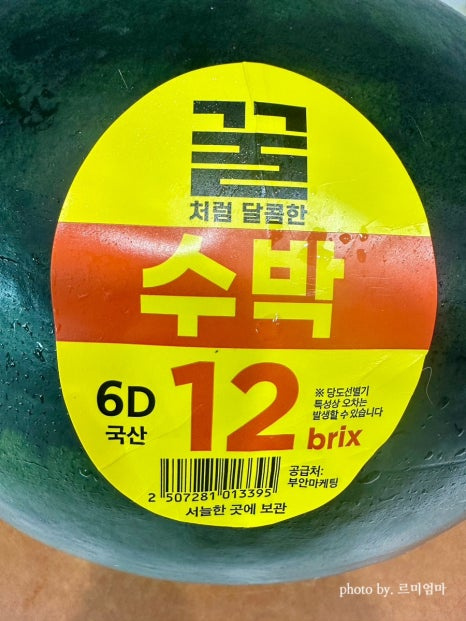 꿀
처럼 달콤한
수박
6D
국산
12 brix
※ 당도선별기
특성상 오차는
발생할 수 있습니다
2 507281 013395
공급처:
부안마케팅
서늘한 곳에 보관
photo by. 르미엄마